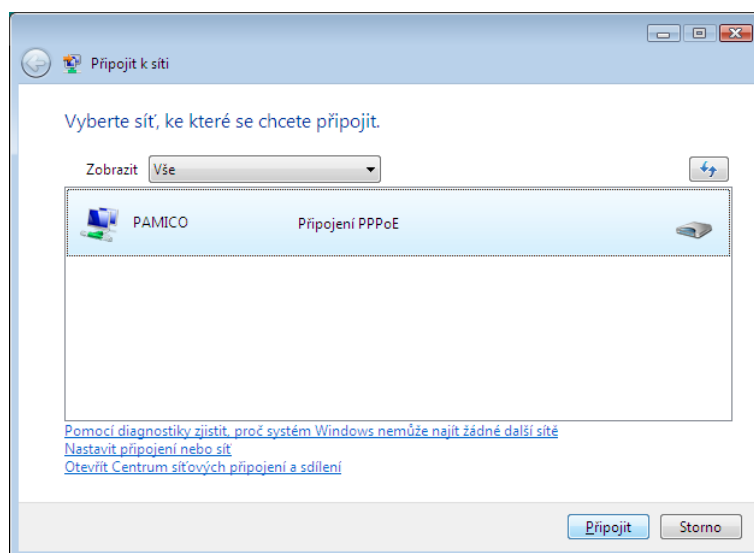 Připojit k síti
Vyberte síť, ke které se chcete připojit.
Zobrazit Vše
PAMICO Připojení PPPoE
Pomocí diagnostiky zjistit, proč systém Windows nemůže najít žádné další sítě
Nastavit připojení nebo síť
Otevřít Centrum síťových připojení a sdílení
Připojit Storno